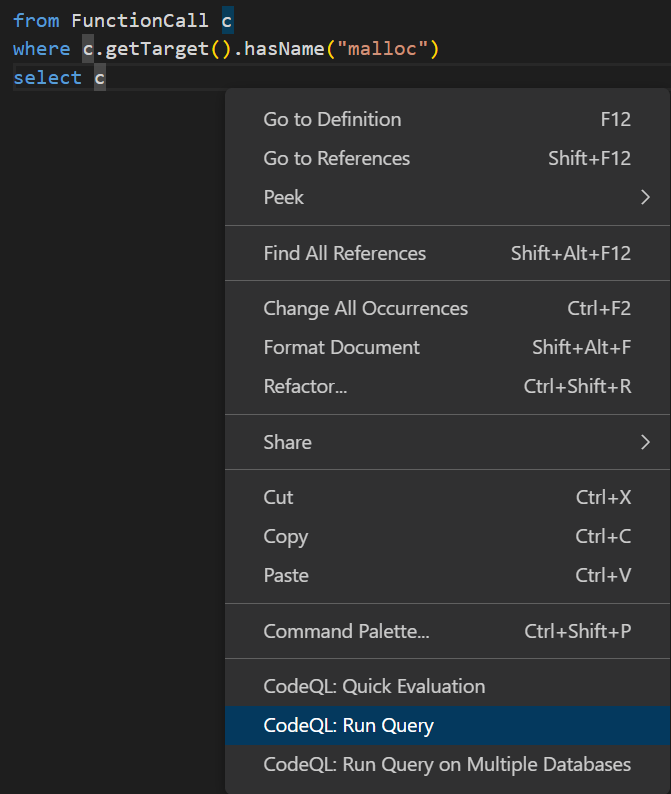 from FunctionCall c
where c.getTarget().hasName("malloc")
select c
Go to Definition F12
Go to References Shift+F12
Peek
Find All References Shift+Alt+F12
Change All Occurrences Ctrl+F2
Format Document Shift+Alt+F
Refactor... Ctrl+Shift+R
Share
Cut Ctrl+X
Copy Ctrl+C
Paste Ctrl+V
Command Palette... Ctrl+Shift+P
CodeQL: Quick Evaluation
CodeQL: Run Query
CodeQL: Run Query on Multiple Databases